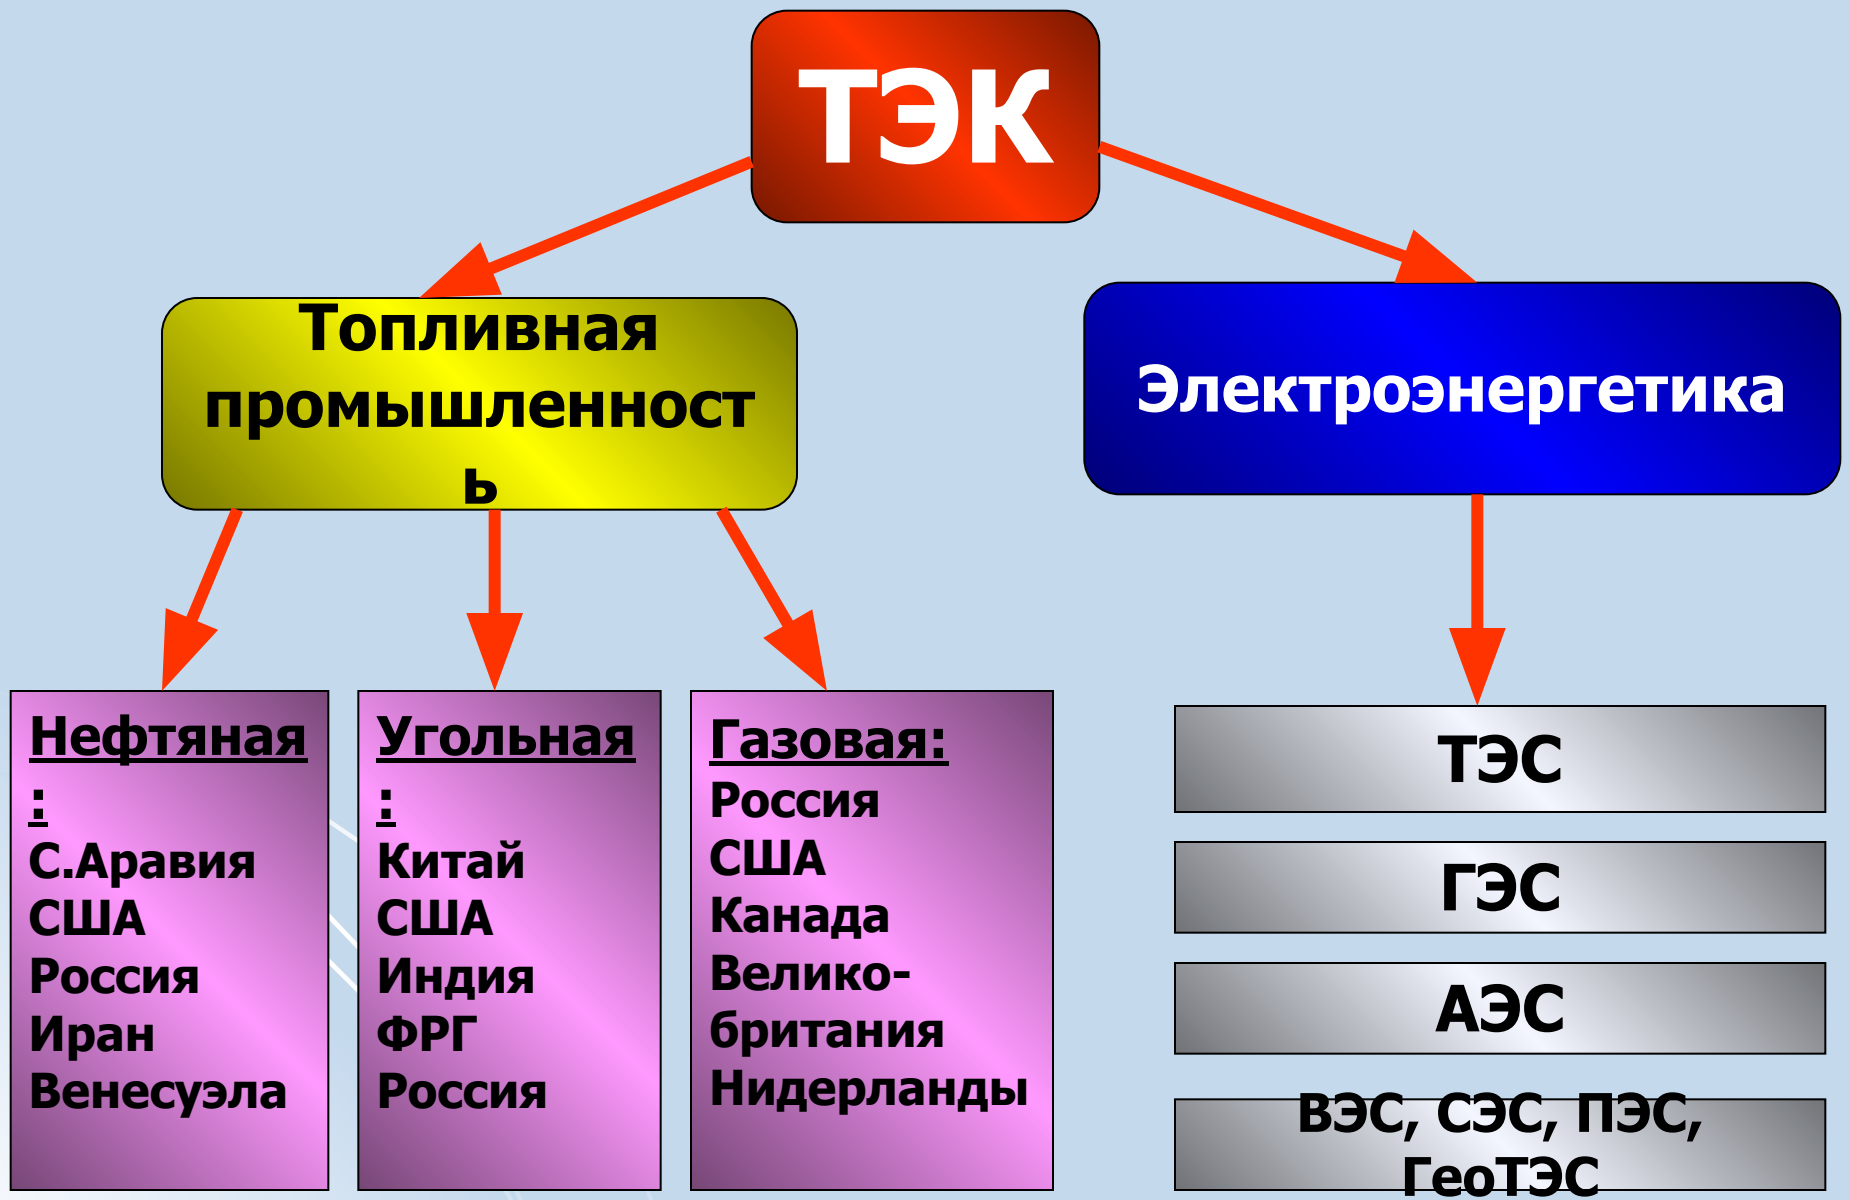 ТЭК
Топливная
промышленност
ь
Электроэнергетика
Нефтяная
:
С.Аравия
США
Россия
Иран
Венесуэла
Угольная
:
Китай
США
Индия
ФРГ
Россия
Газовая:
Россия
США
Канада
Велико-
британия
Нидерланды
ТЭС
ГЭС
АЭС
ВЭС, СЭС, ПЭС,
ГеоТЭС